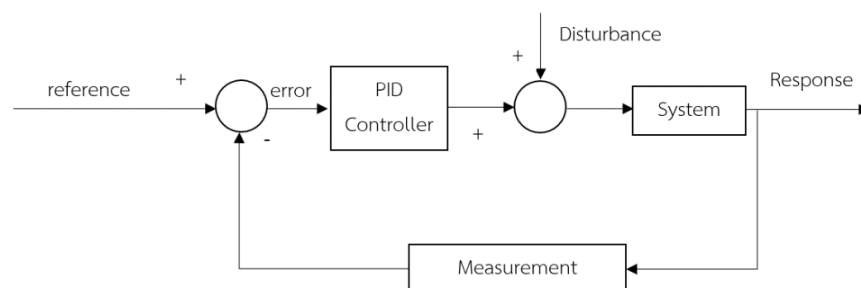 Disturbance
+
Response
reference
+
error
PID
Controller
+
System
-
Measurement